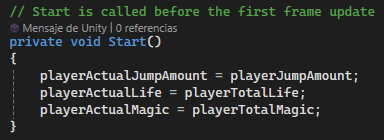 // Start is called before the first frame update
Mensaje de Unity | 0 referencias
private void Start()
{
playerActualJumpAmount = playerJumpAmount;
playerActualLife = playerTotalLife;
playerActualMagic = playerTotalMagic;
}